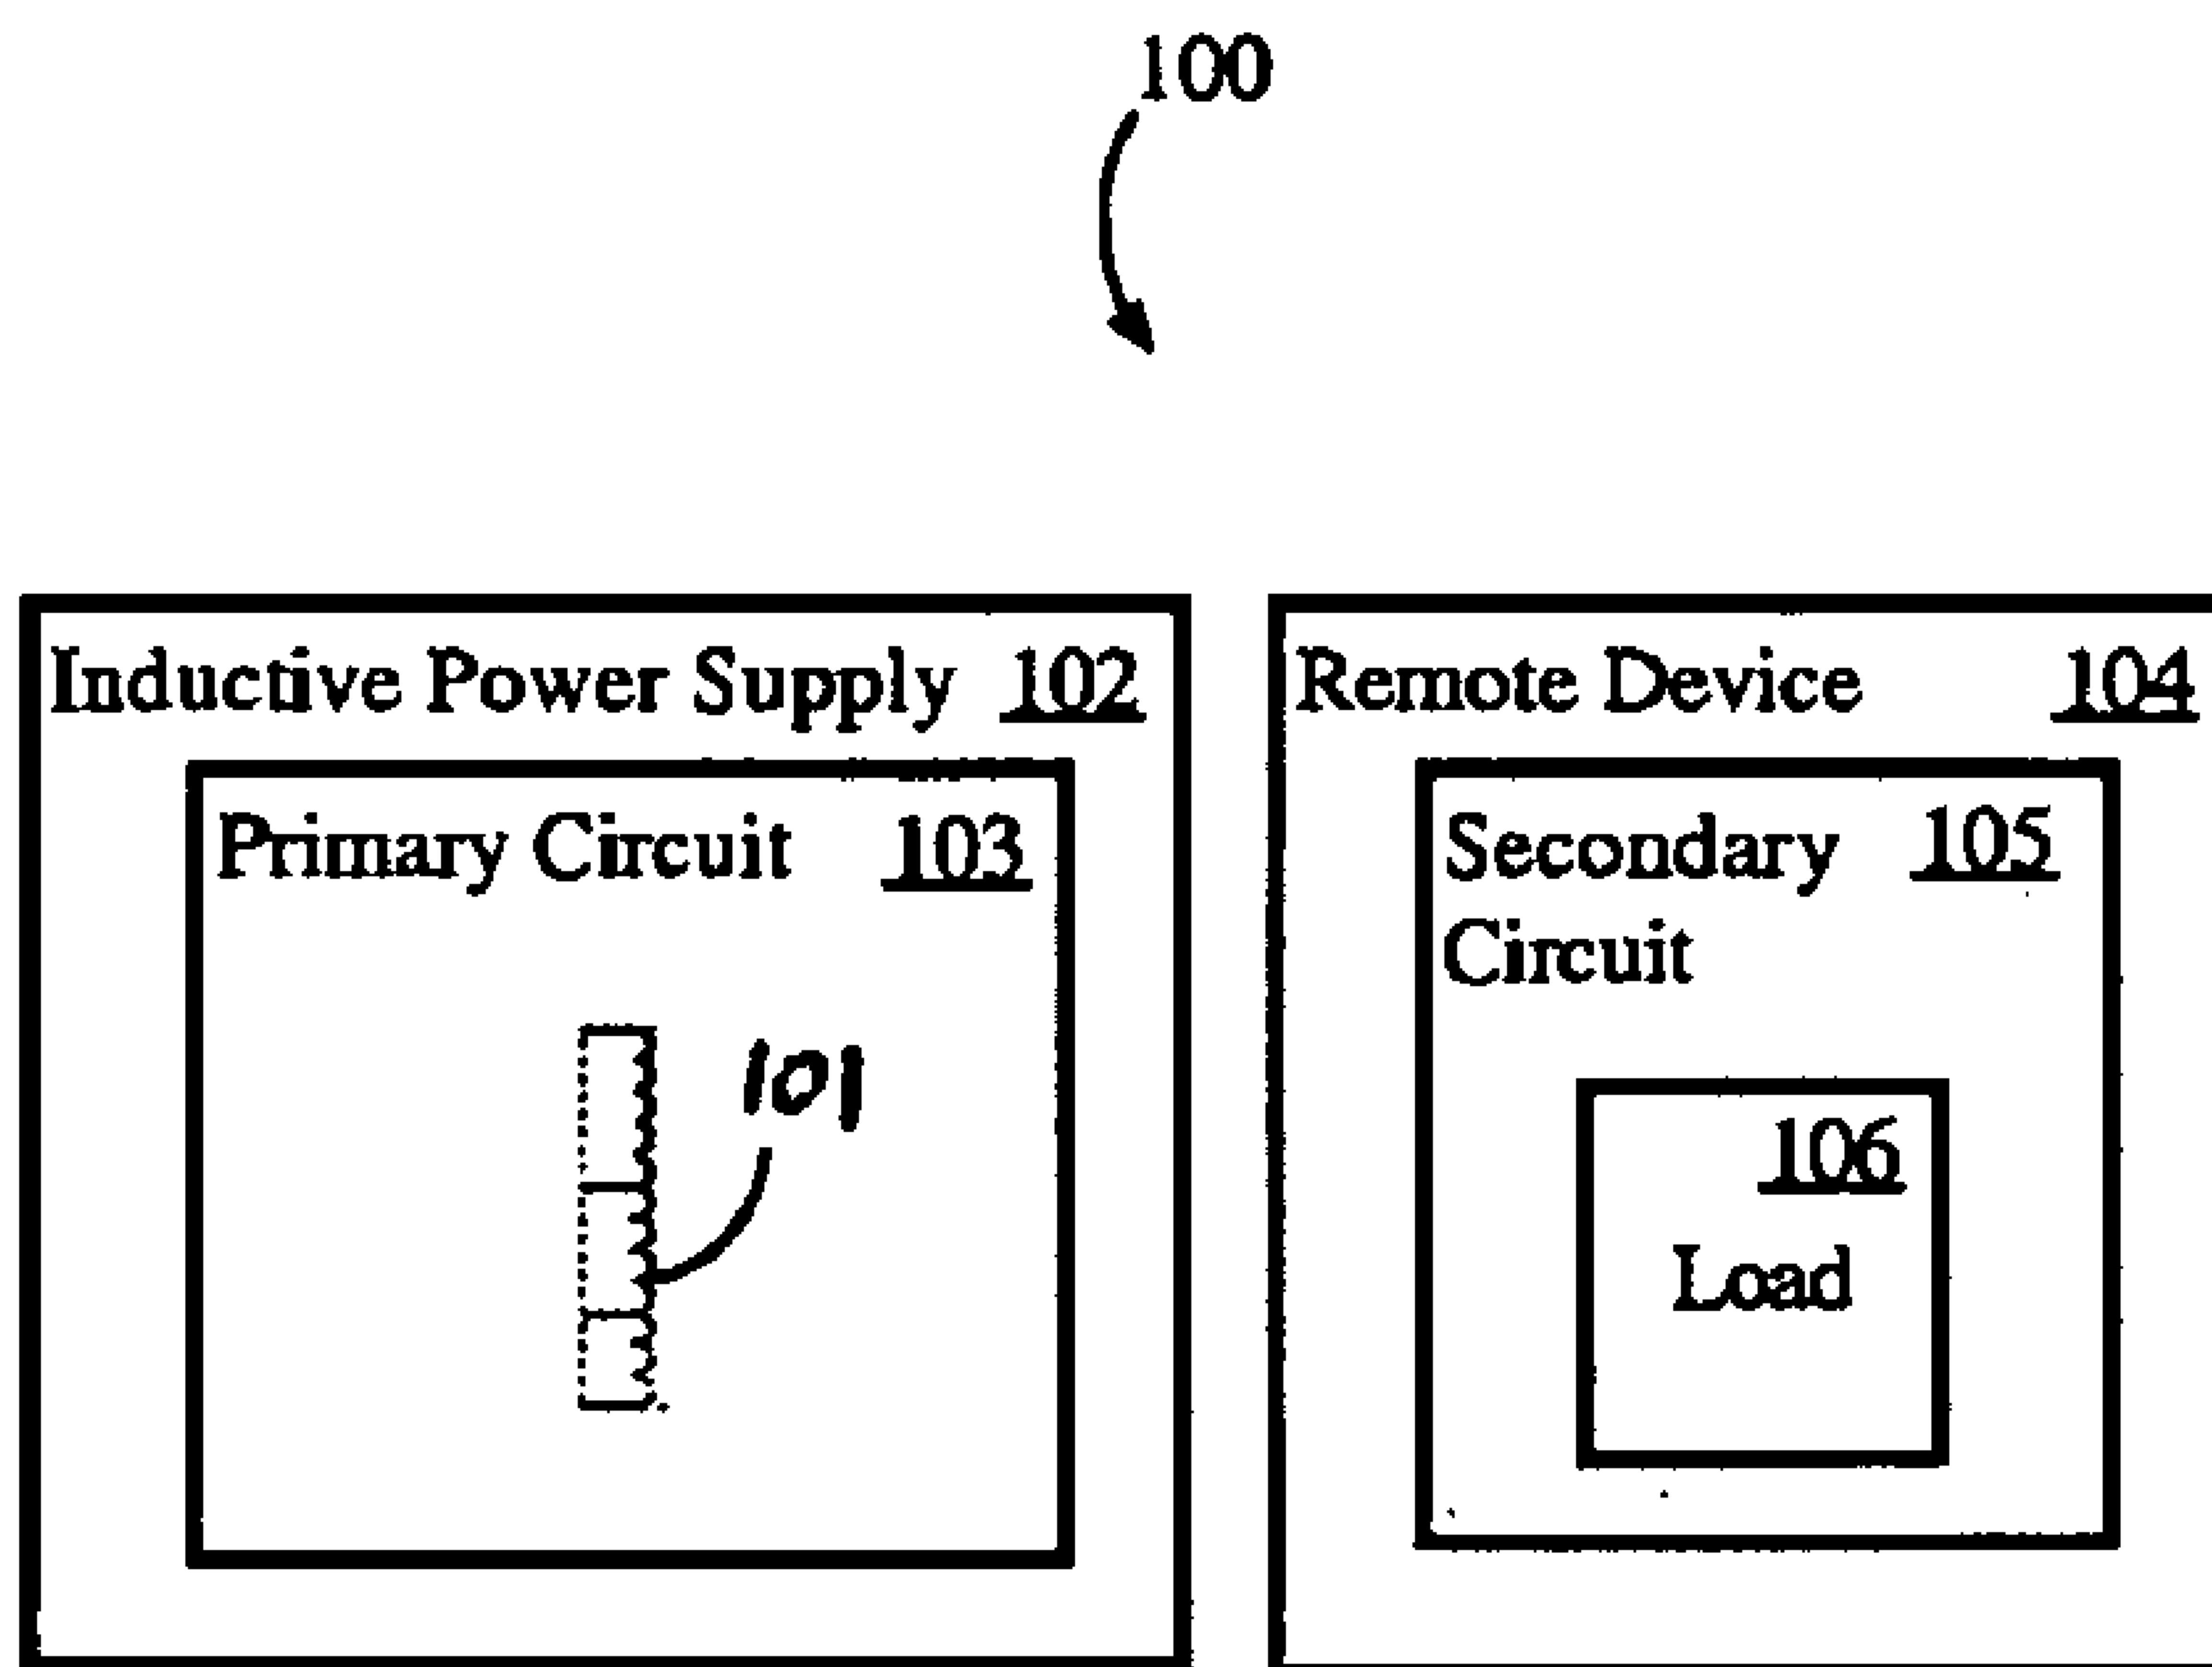 100
Inductive Power Supply 102
Primary Circuit 103
101
Remote Device 104
Secondary 105
Circuit
106
Load